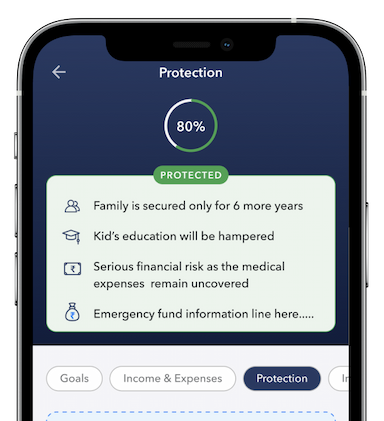 Protection
80%
PROTECTED
Family is secured only for 6 more years
Kid's education will be hampered
Serious financial risk as the medical
expenses remain uncovered
Emergency fund information line here.....
Goals
Income & Expenses
Protection